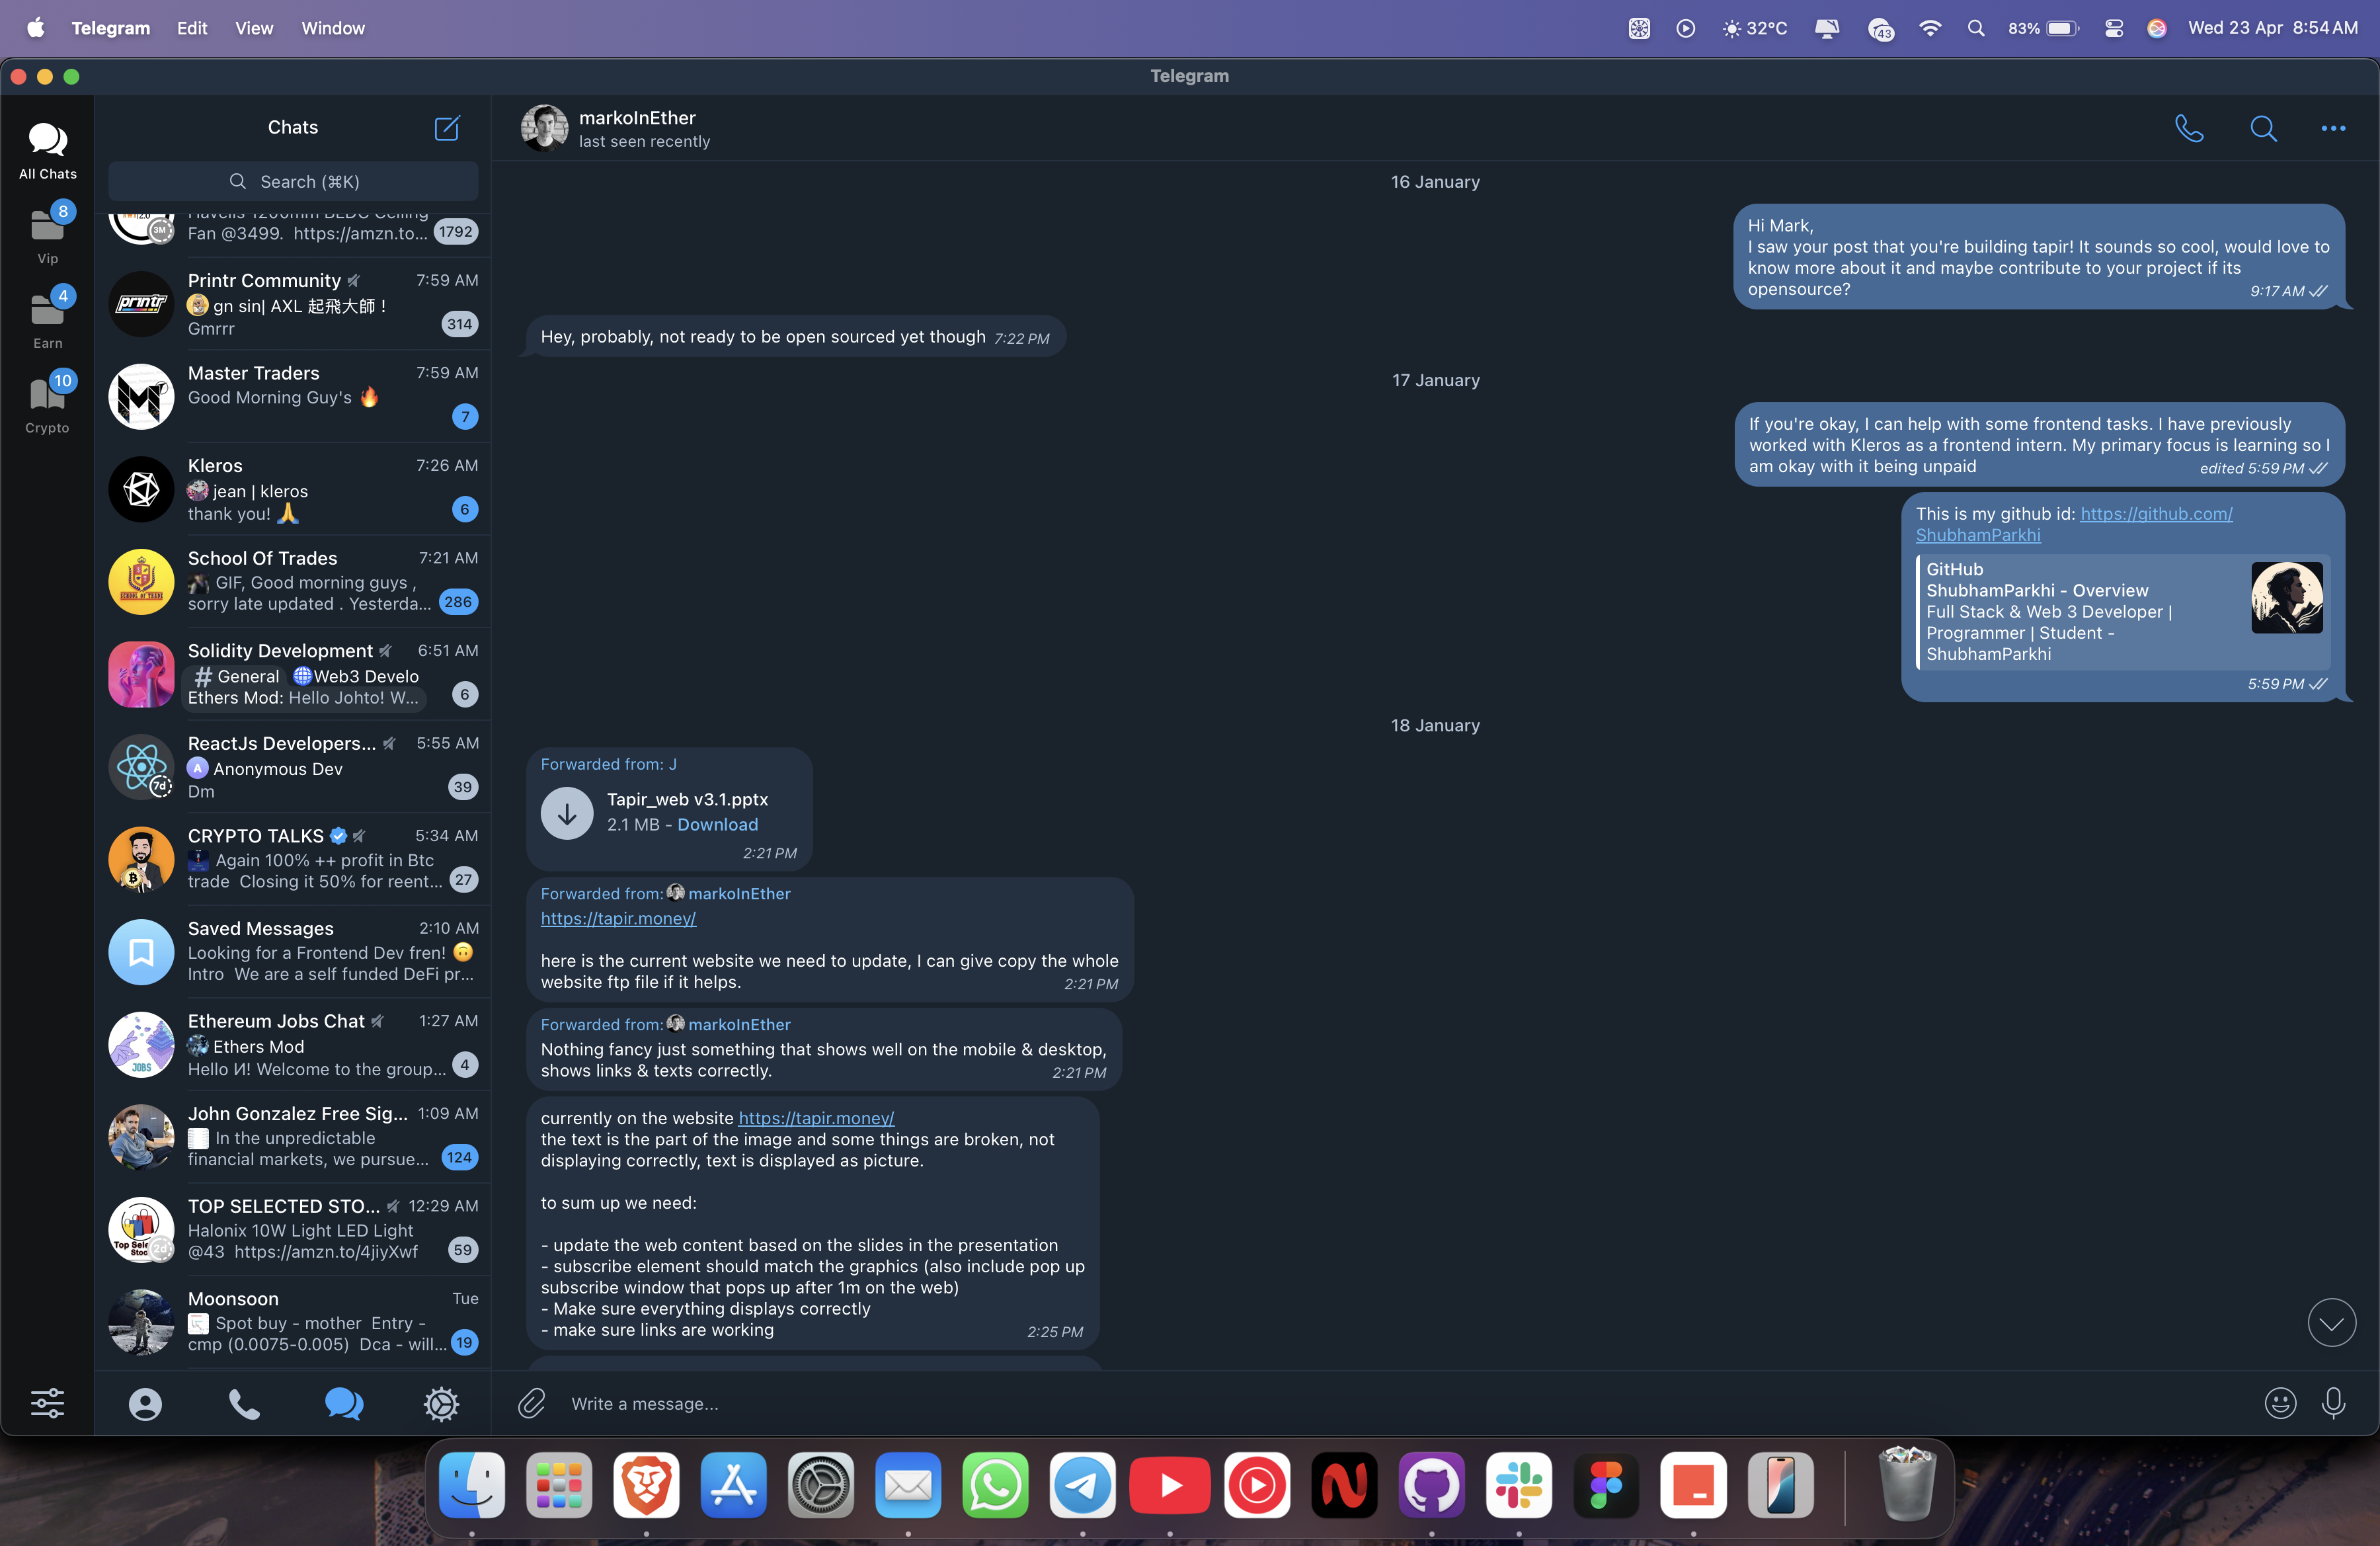 Telegram Edit View Window
32°C 43 83% Wed 23 Apr 8:54 AM
Telegram
All Chats
8
Vip
4
Earn
10
Crypto
Chats
Search (⌘K)
Fan @3499. https://amzn.to...
1792
3M
Printr Community 7:59 AM
printr
gn sin| AXL 起飛大師！
Gmrrr
314
Master Traders 7:59 AM
Good Morning Guy's 🔥
7
Kleros 7:26 AM
jean | kleros
thank you! 🙏
6
School Of Trades 7:21 AM
GIF, Good morning guys ,
sorry late updated . Yesterda...
286
Solidity Development 6:51 AM
# General 🌐Web3 Develo
Ethers Mod: Hello Johto! W...
6
ReactJs Developers... 5:55 AM
A Anonymous Dev
Dm
39
7d
CRYPTO TALKS 5:34 AM
Again 100% ++ profit in Btc
trade Closing it 50% for reent...
27
Saved Messages 2:10 AM
Looking for a Frontend Dev fren! 🙃
Intro We are a self funded DeFi pr...
Ethereum Jobs Chat 1:27 AM
Ethers Mod
Hello И! Welcome to the group...
4
JOBS
John Gonzalez Free Sig... 1:09 AM
In the unpredictable
financial markets, we pursue...
124
TOP SELECTED STO... 12:29 AM
Halonix 10W Light LED Light
@43 https://amzn.to/4jiyXwf
59
2d
Moonsoon Tue
Spot buy - mother Entry -
cmp (0.0075-0.005) Dca - will...
19
markoInEther
last seen recently
16 January
Hi Mark,
I saw your post that you're building tapir! It sounds so cool, would love to
know more about it and maybe contribute to your project if its
opensource?
9:17 AM
Hey, probably, not ready to be open sourced yet though 7:22 PM
17 January
If you're okay, I can help with some frontend tasks. I have previously
worked with Kleros as a frontend intern. My primary focus is learning so I
am okay with it being unpaid
edited 5:59 PM
This is my github id: https://github.com/
ShubhamParkhi
GitHub
ShubhamParkhi - Overview
Full Stack & Web 3 Developer |
Programmer | Student -
ShubhamParkhi
5:59 PM
18 January
Forwarded from: J
Tapir_web v3.1.pptx
2.1 MB - Download
2:21 PM
Forwarded from: markoInEther
https://tapir.money/
here is the current website we need to update, I can give copy the whole
website ftp file if it helps.
2:21 PM
Forwarded from: markoInEther
Nothing fancy just something that shows well on the mobile & desktop,
shows links & texts correctly.
2:21 PM
currently on the website https://tapir.money/
the text is the part of the image and some things are broken, not
displaying correctly, text is displayed as picture.
to sum up we need:
- update the web content based on the slides in the presentation
- subscribe element should match the graphics (also include pop up
subscribe window that pops up after 1m on the web)
- Make sure everything displays correctly
- make sure links are working
2:25 PM
Write a message...